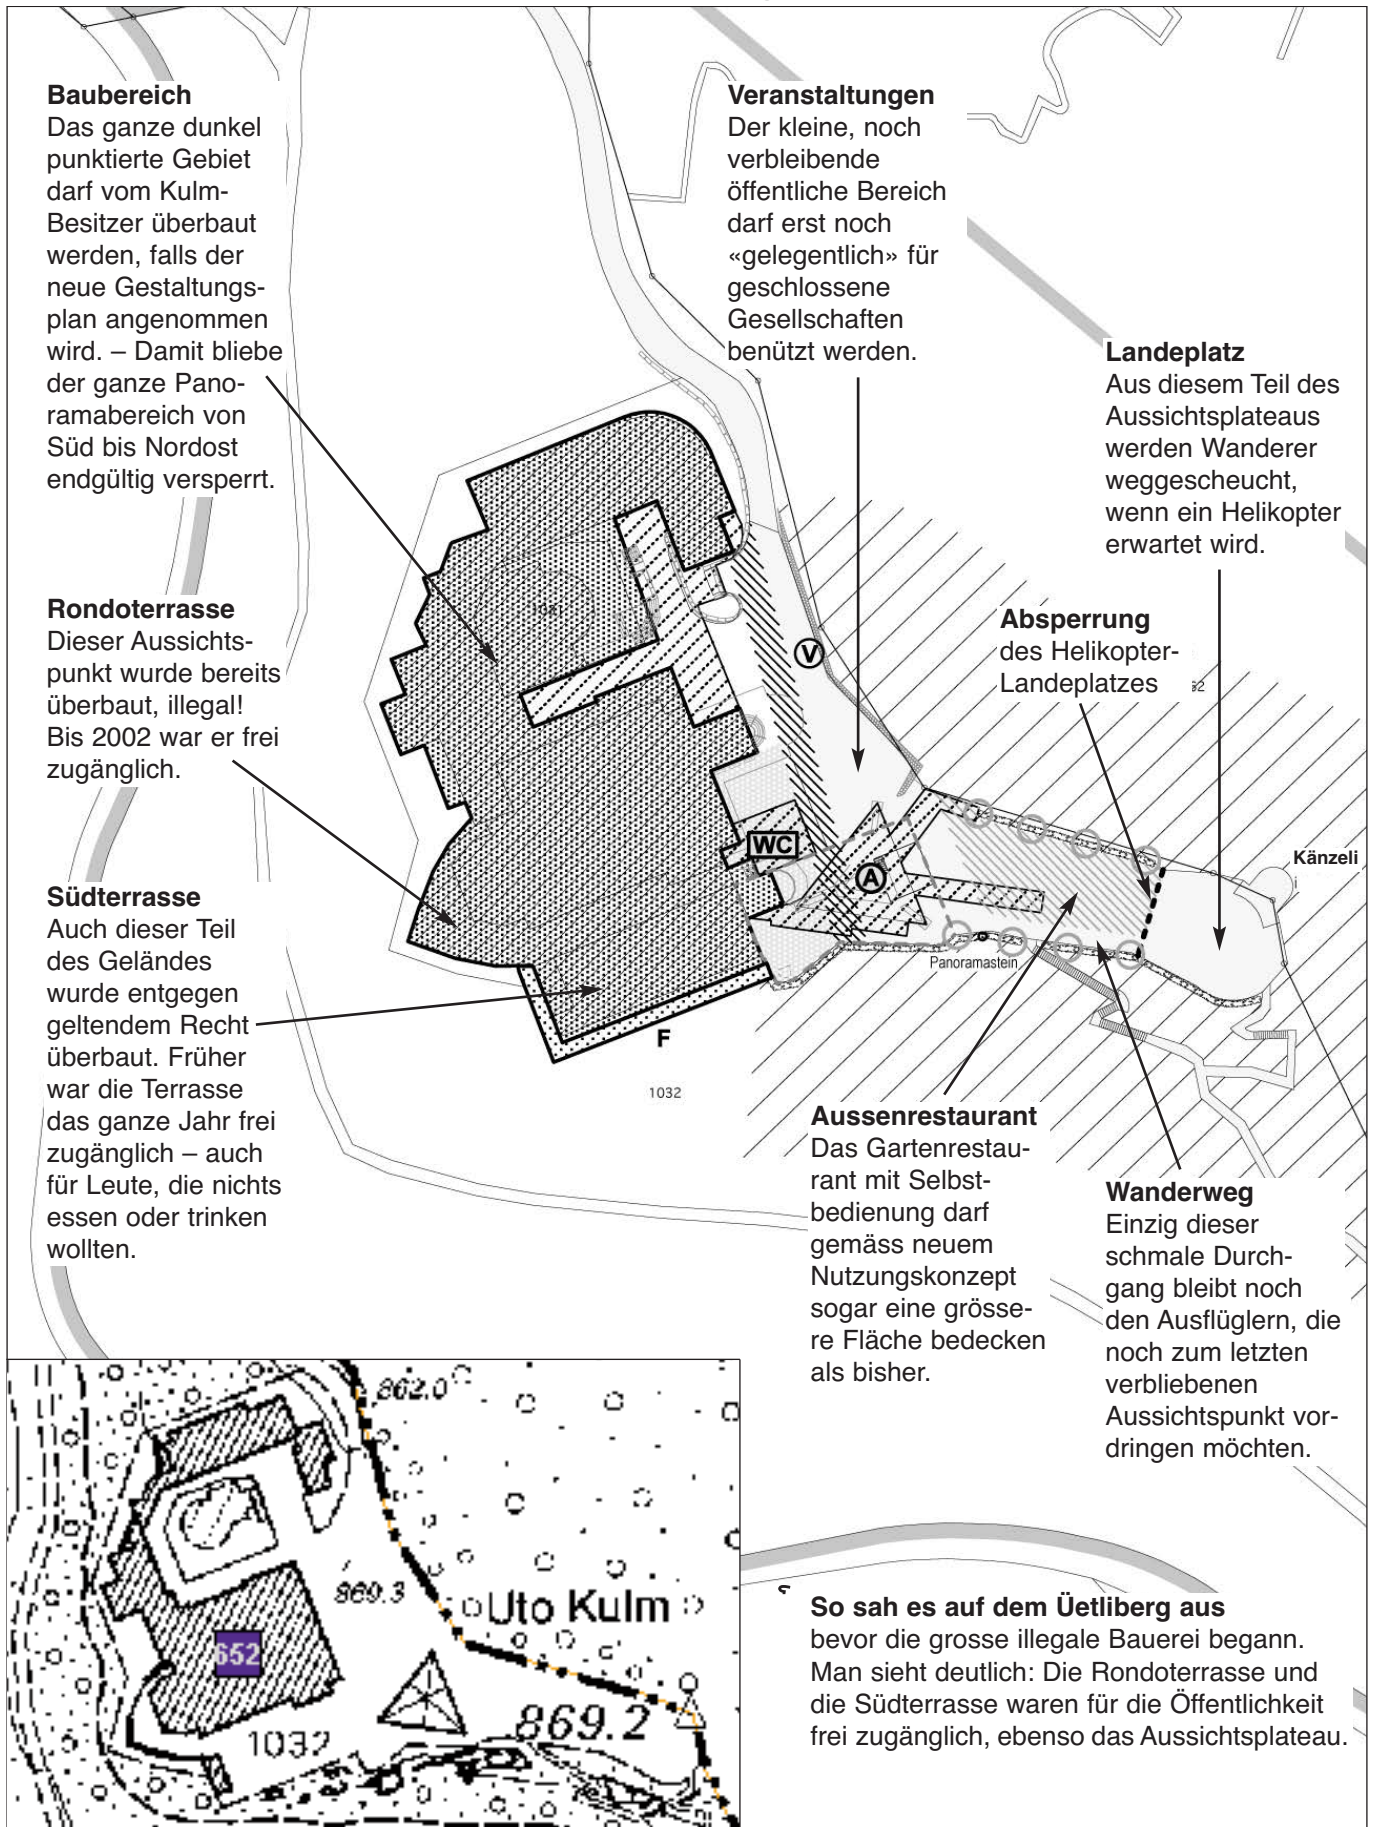 Baubereich
Das ganze dunkel
punktierte Gebiet
darf vom Kulm-
Besitzer überbaut
werden, falls der
neue Gestaltungs-
plan angenommen
wird. – Damit bliebe
der ganze Pano-
ramabereich von
Süd bis Nordost
endgültig versperrt.
Rondoterrasse
Dieser Aussichts-
punkt wurde bereits
überbaut, illegal!
Bis 2002 war er frei
zugänglich.
Südterrasse
Auch dieser Teil
des Geländes
wurde entgegen
geltendem Recht
überbaut. Früher
war die Terrasse
das ganze Jahr frei
zugänglich – auch
für Leute, die nichts
essen oder trinken
wollten.
Veranstaltungen
Der kleine, noch
verbleibende
öffentliche Bereich
darf erst noch
«gelegentlich» für
geschlossene
Gesellschaften
benützt werden.
Landeplatz
Aus diesem Teil des
Aussichtsplateaus
werden Wanderer
weggescheucht,
wenn ein Helikopter
erwartet wird.
Absperrung
des Helikopter-
Landeplatzes
V
WC
A
Känzeli
Panoramastein
F
1032
Aussenrestaurant
Das Gartenrestau-
rant mit Selbst-
bedienung darf
gemäss neuem
Nutzungskonzept
sogar eine grösse-
re Fläche bedecken
als bisher.
Wanderweg
Einzig dieser
schmale Durch-
gang bleibt noch
den Ausflüglern, die
noch zum letzten
verbliebenen
Aussichtspunkt vor-
dringen möchten.
862.0
869.3
Uto Kulm
652
1032
869.2
So sah es auf dem Üetliberg aus
bevor die grosse illegale Bauerei begann.
Man sieht deutlich: Die Rondoterrasse und
die Südterrasse waren für die Öffentlichkeit
frei zugänglich, ebenso das Aussichtsplateau.